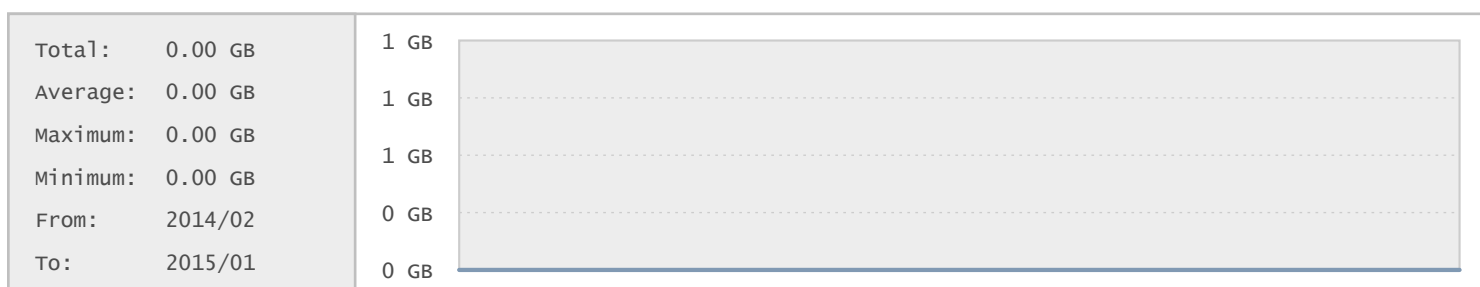 Total: 0.00 GB
Average: 0.00 GB
Maximum: 0.00 GB
Minimum: 0.00 GB
From: 2014/02
To: 2015/01
1 GB
1 GB
1 GB
0 GB
0 GB